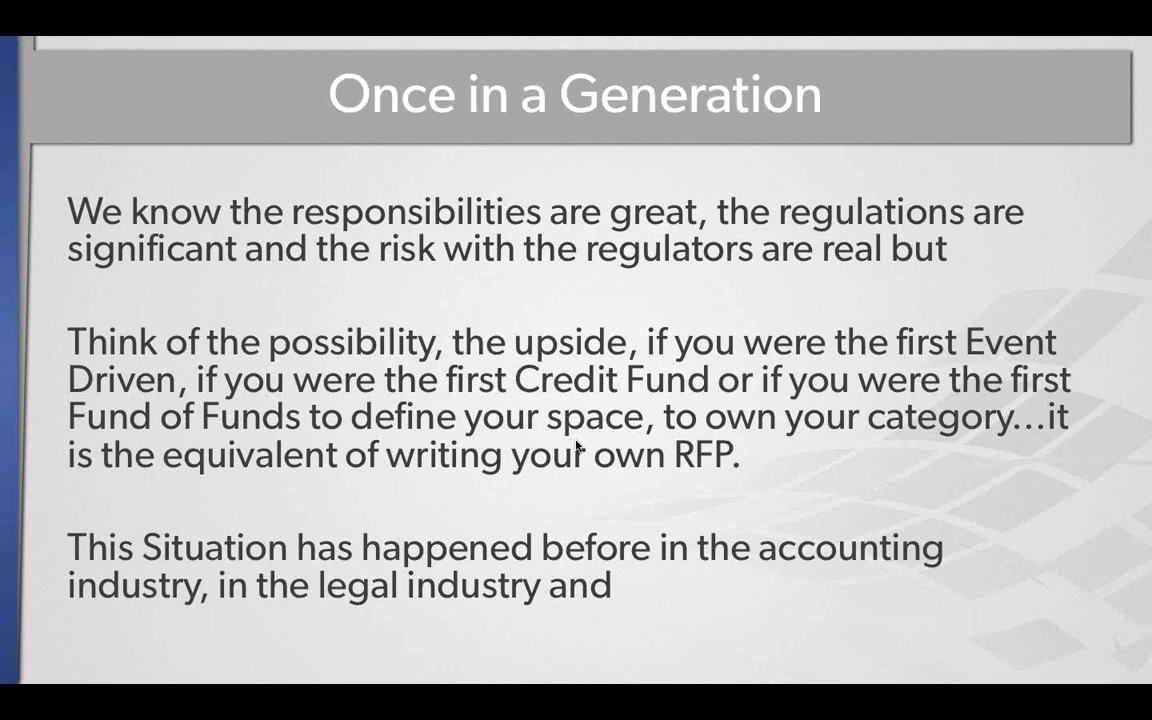 Once in a Generation
We know the responsibilities are great, the regulations are
significant and the risk with the regulators are real but
Think of the possibility, the upside, if you were the first Event
Driven, if you were the first Credit Fund or if you were the first
Fund of Funds to define your space, to own your category...it
is the equivalent of writing your own RFP.
This Situation has happened before in the accounting
industry, in the legal industry and